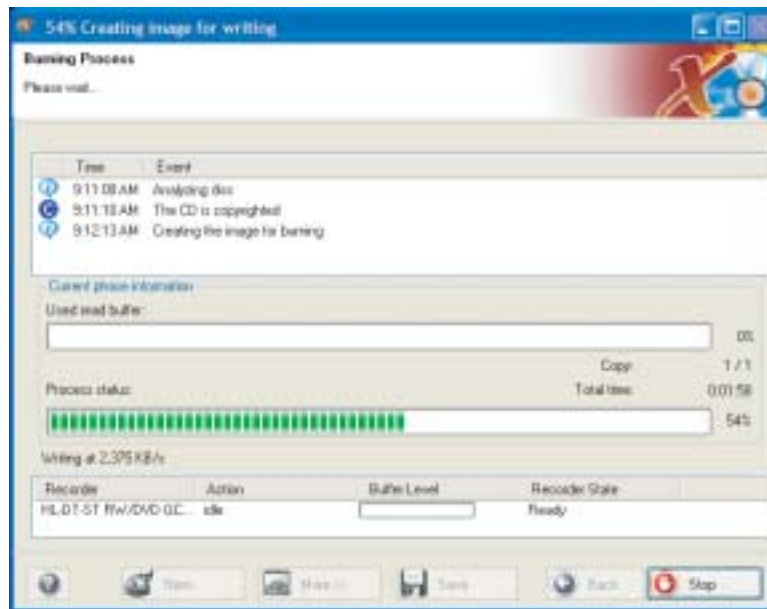 54% Creating image for writing
Burning Process
Please wait...
Time Event
9:11:08 AM Analyzing disc
9:11:10 AM The CD is copyrighted
9:12:13 AM Creating the image for burning
Current phase information
Used read buffer:
0%
Copy: 1 / 1
Process status: Total time: 0:01:58
54%
Writing at 2,375 KB/s
Recorder Action Buffer Level Recorder State
HL-DT-ST RW/DVD GC... idle Ready
New More >> Save Back Stop